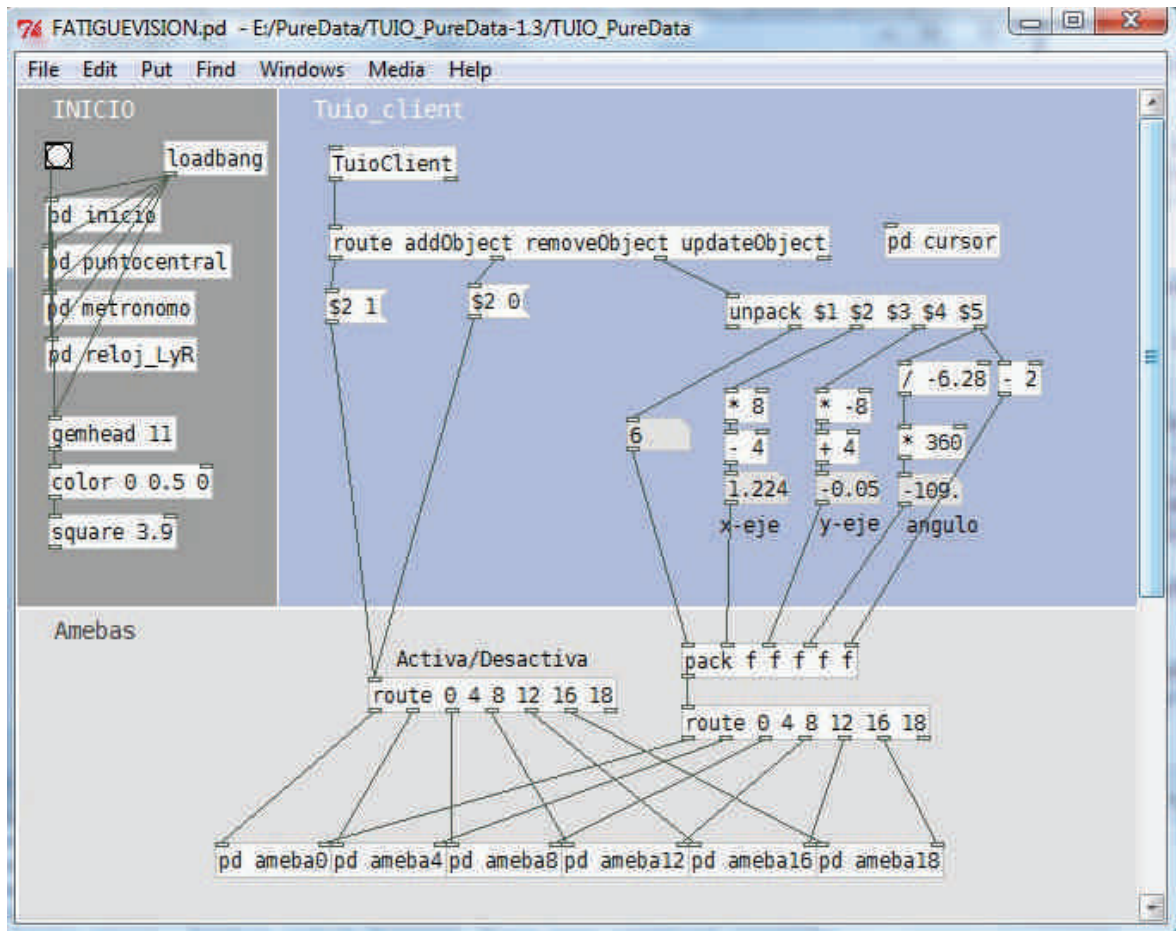 FATIGUEVISION.pd - E:/PureData/TUIO_PureData-1.3/TUIO_PureData
File Edit Put Find Windows Media Help
INICIO
loadbang
pd inicio
pd puntocentral
pd metronomo
pd reloj_LyR
gemhead 11
color 0 0.5 0
square 3.9
Tuio_client
TuioClient
route addObject removeObject updateObject
pd cursor
$2 1
$2 0
unpack $1 $2 $3 $4 $5
/ -6.28
- 2
* 8
* -8
6
- 4
+ 4
* 360
1.224
-0.05
-109.
x-eje
y-eje
angulo
Amebas
Activa/Desactiva
pack f f f f f
route 0 4 8 12 16 18
route 0 4 8 12 16 18
pd ameba0
pd ameba4
pd ameba8
pd ameba12
pd ameba16
pd ameba18